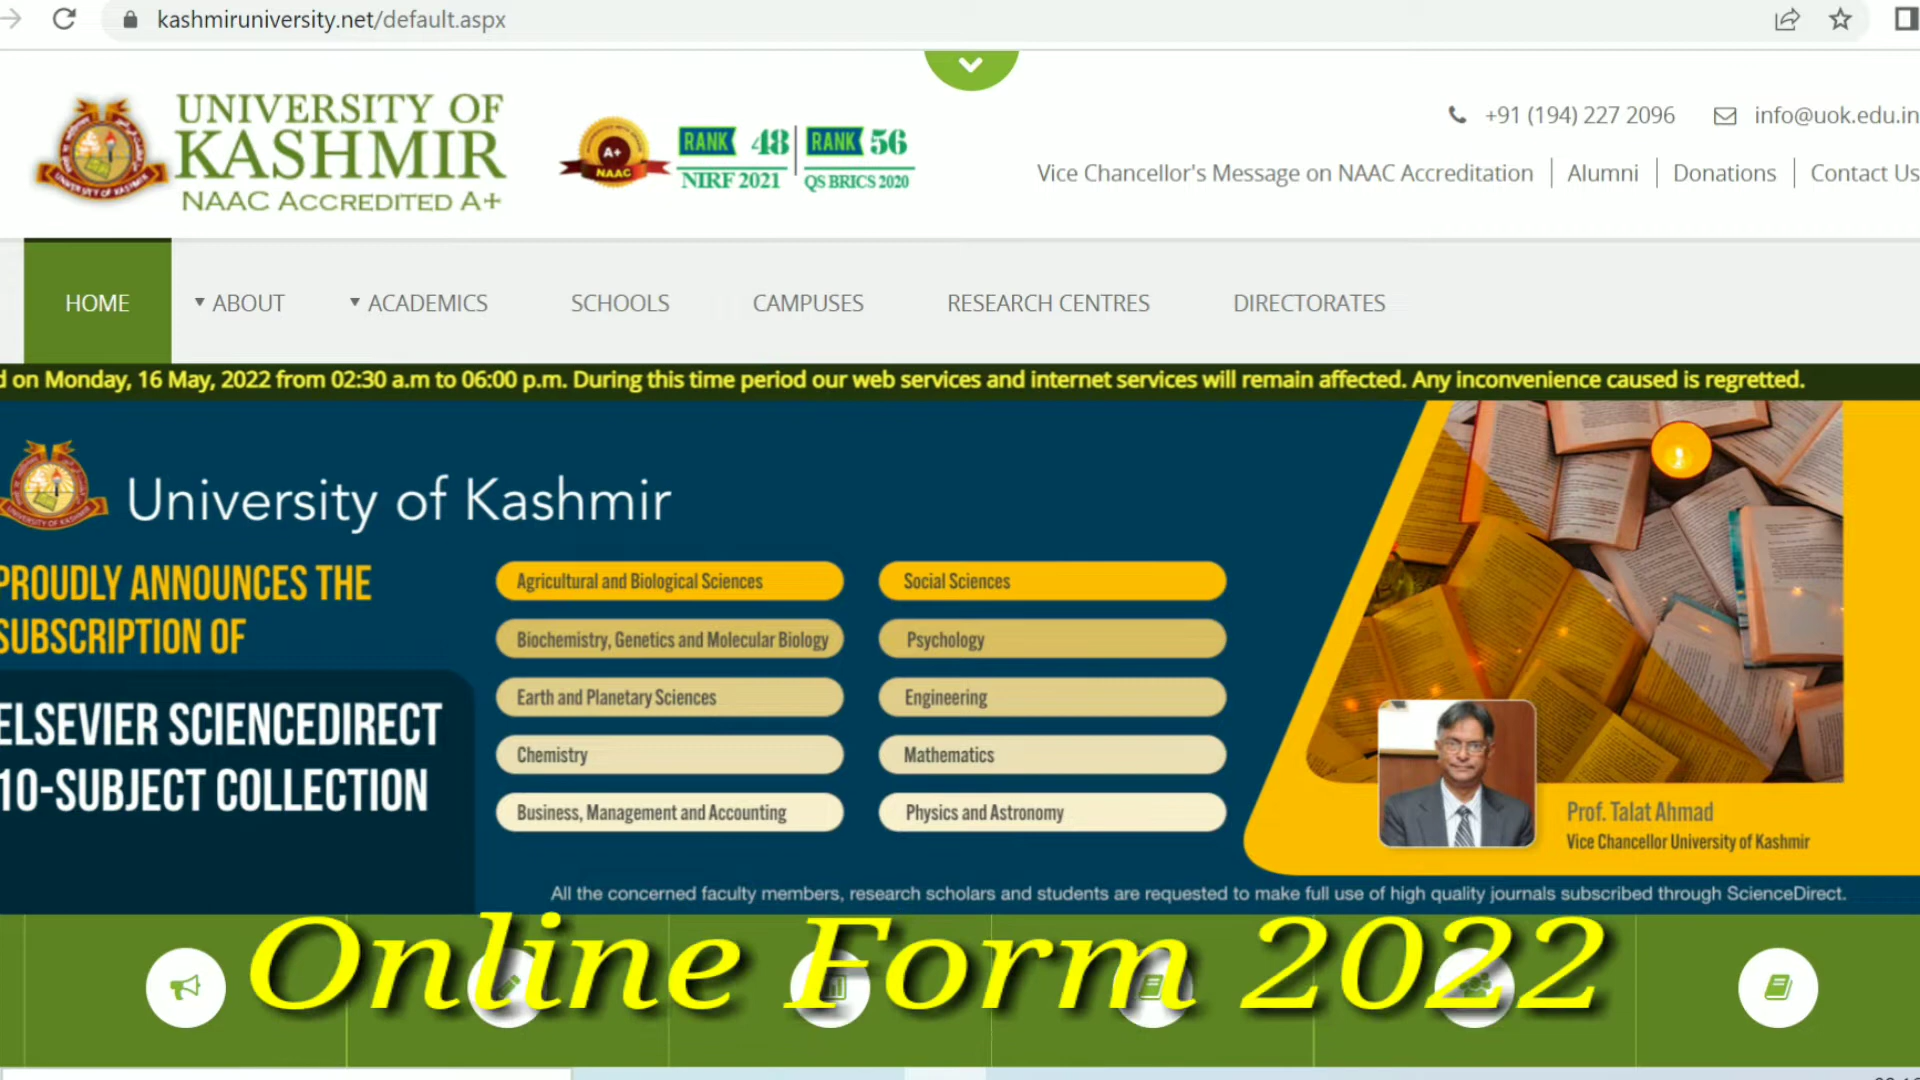 kashmiruniversity.net/default.aspx
UNIVERSITY OF
KASHMIR
NAAC ACCREDITED A+
A+
NAAC
RANK 48
NIRF 2021
RANK 56
QS BRICS 2020
+91 (194) 227 2096
info@uok.edu.in
Vice Chancellor's Message on NAAC Accreditation
Alumni
Donations
Contact Us
HOME
ABOUT
ACADEMICS
SCHOOLS
CAMPUSES
RESEARCH CENTRES
DIRECTORATES
d on Monday, 16 May, 2022 from 02:30 a.m to 06:00 p.m. During this time period our web services and internet services will remain affected. Any inconvenience caused is regretted.
University of Kashmir
PROUDLY ANNOUNCES THE
SUBSCRIPTION OF
ELSEVIER SCIENCEDIRECT
10-SUBJECT COLLECTION
Agricultural and Biological Sciences
Social Sciences
Biochemistry, Genetics and Molecular Biology
Psychology
Earth and Planetary Sciences
Engineering
Chemistry
Mathematics
Business, Management and Accounting
Physics and Astronomy
Prof. Talat Ahmad
Vice Chancellor University of Kashmir
All the concerned faculty members, research scholars and students are requested to make full use of high quality journals subscribed through ScienceDirect.
Online Form 2022